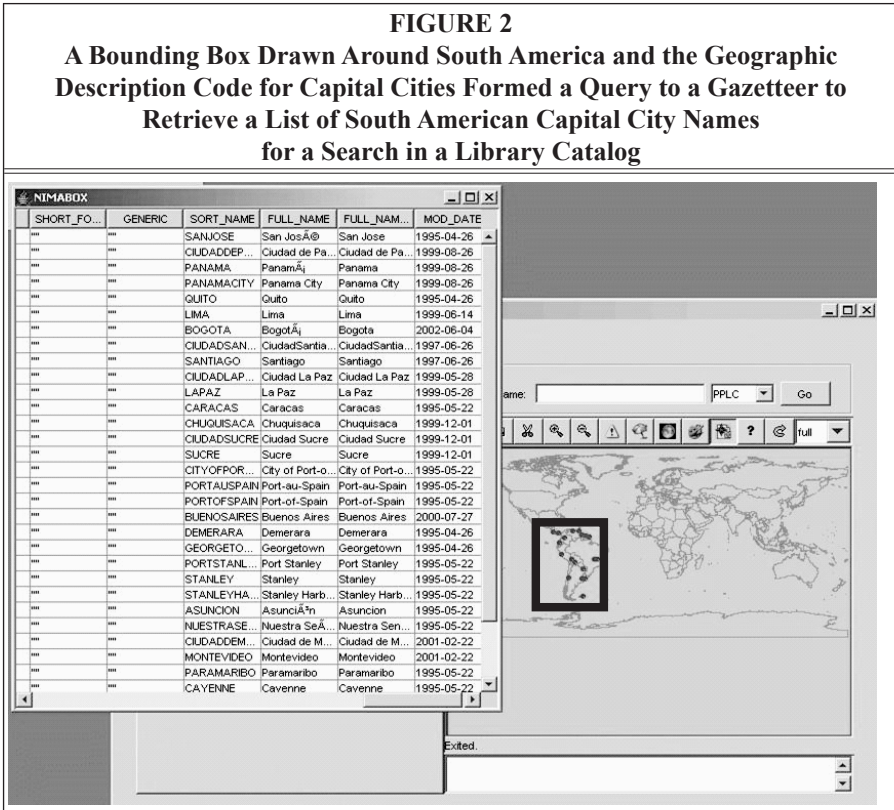 FIGURE 2
A Bounding Box Drawn Around South America and the Geographic
Description Code for Capital Cities Formed a Query to a Gazetteer to
Retrieve a List of South American Capital City Names
for a Search in a Library Catalog
NIMABOX
SHORT_FO... GENERIC SORT_NAME FULL_NAME FULL_NAM... MOD_DATE
"" "" SANJOSE San JosÃ© San Jose 1995-04-26
"" "" CIUDADDEP... Ciudad de Pa... Ciudad de Pa... 1999-08-26
"" "" PANAMA PanamÃ¡ Panama 1999-08-26
"" "" PANAMACITY Panama City Panama City 1999-08-26
"" "" QUITO Quito Quito 1995-04-26
"" "" LIMA Lima Lima 1999-06-14
"" "" BOGOTA BogotÃ¡ Bogota 2002-06-04
"" "" CIUDADSAN... CiudadSantia... CiudadSantia... 1997-06-26
"" "" SANTIAGO Santiago Santiago 1997-06-26
"" "" CIUDADLAP... Ciudad La Paz Ciudad La Paz 1999-05-28
"" "" LAPAZ La Paz La Paz 1999-05-28
"" "" CARACAS Caracas Caracas 1995-05-22
"" "" CHUQUISACA Chuquisaca Chuquisaca 1999-12-01
"" "" CIUDADSUCRE Ciudad Sucre Ciudad Sucre 1999-12-01
"" "" SUCRE Sucre Sucre 1999-12-01
"" "" CITYOFPOR... City of Port-o... City of Port-o... 1995-05-22
"" "" PORTAUSPAIN Port-au-Spain Port-au-Spain 1995-05-22
"" "" PORTOFSPAIN Port-of-Spain Port-of-Spain 1995-05-22
"" "" BUENOSAIRES Buenos Aires Buenos Aires 2000-07-27
"" "" DEMERARA Demerara Demerara 1995-04-26
"" "" GEORGETO... Georgetown Georgetown 1995-04-26
"" "" PORTSTANL... Port Stanley Port Stanley 1995-05-22
"" "" STANLEY Stanley Stanley 1995-05-22
"" "" STANLEYHA... Stanley Harb... Stanley Harb... 1995-05-22
"" "" ASUNCION AsunciÃ³n Asuncion 1995-05-22
"" "" NUESTRASE... Nuestra SeÃ... Nuestra Sen... 1995-05-22
"" "" CIUDADDEM... Ciudad de M... Ciudad de M... 2001-02-22
"" "" MONTEVIDEO Montevideo Montevideo 2001-02-22
"" "" PARAMARIBO Paramaribo Paramaribo 1995-05-22
"" "" CAYENNE Cayenne Cayenne 1995-05-22
ame: PPLC Go
? full
Exited.